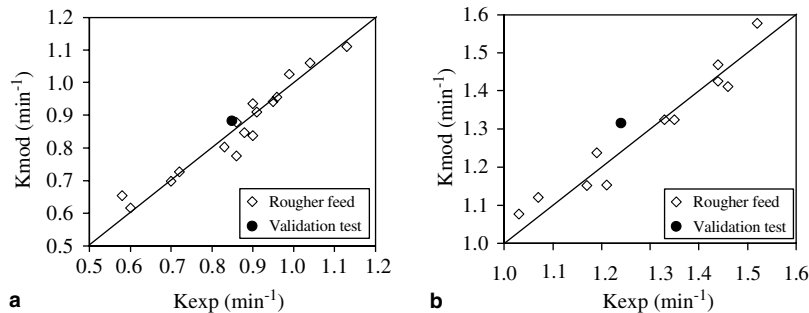 1.2
1.1
1.0
0.9
0.8
0.7
0.6
0.5
Kmod (min⁻¹)
Rougher feed
Validation test
0.5 0.6 0.7 0.8 0.9 1.0 1.1 1.2
a
Kexp (min⁻¹)
1.6
1.5
1.4
1.3
1.2
1.1
1.0
Kmod (min⁻¹)
Rougher feed
Validation test
1.0 1.1 1.2 1.3 1.4 1.5 1.6
b
Kexp (min⁻¹)